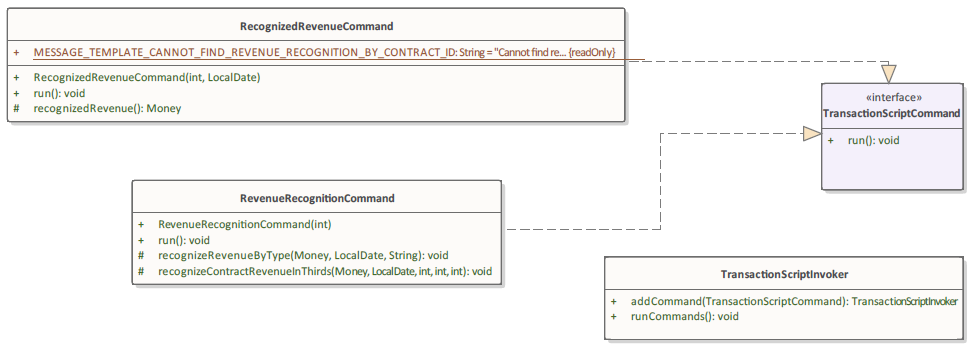 RecognizedRevenueCommand
+ MESSAGE_TEMPLATE_CANNOT_FIND_REVENUE_RECOGNITION_BY_CONTRACT_ID: String = "Cannot find re... {readOnly}
+ RecognizedRevenueCommand(int, LocalDate)
+ run(): void
# recognizedRevenue(): Money
«interface»
TransactionScriptCommand
+ run(): void
RevenueRecognitionCommand
+ RevenueRecognitionCommand(int)
+ run(): void
# recognizeRevenueByType(Money, LocalDate, String): void
# recognizeContractRevenueInThirds(Money, LocalDate, int, int, int): void
TransactionScriptInvoker
+ addCommand(TransactionScriptCommand): TransactionScriptInvoker
+ runCommands(): void